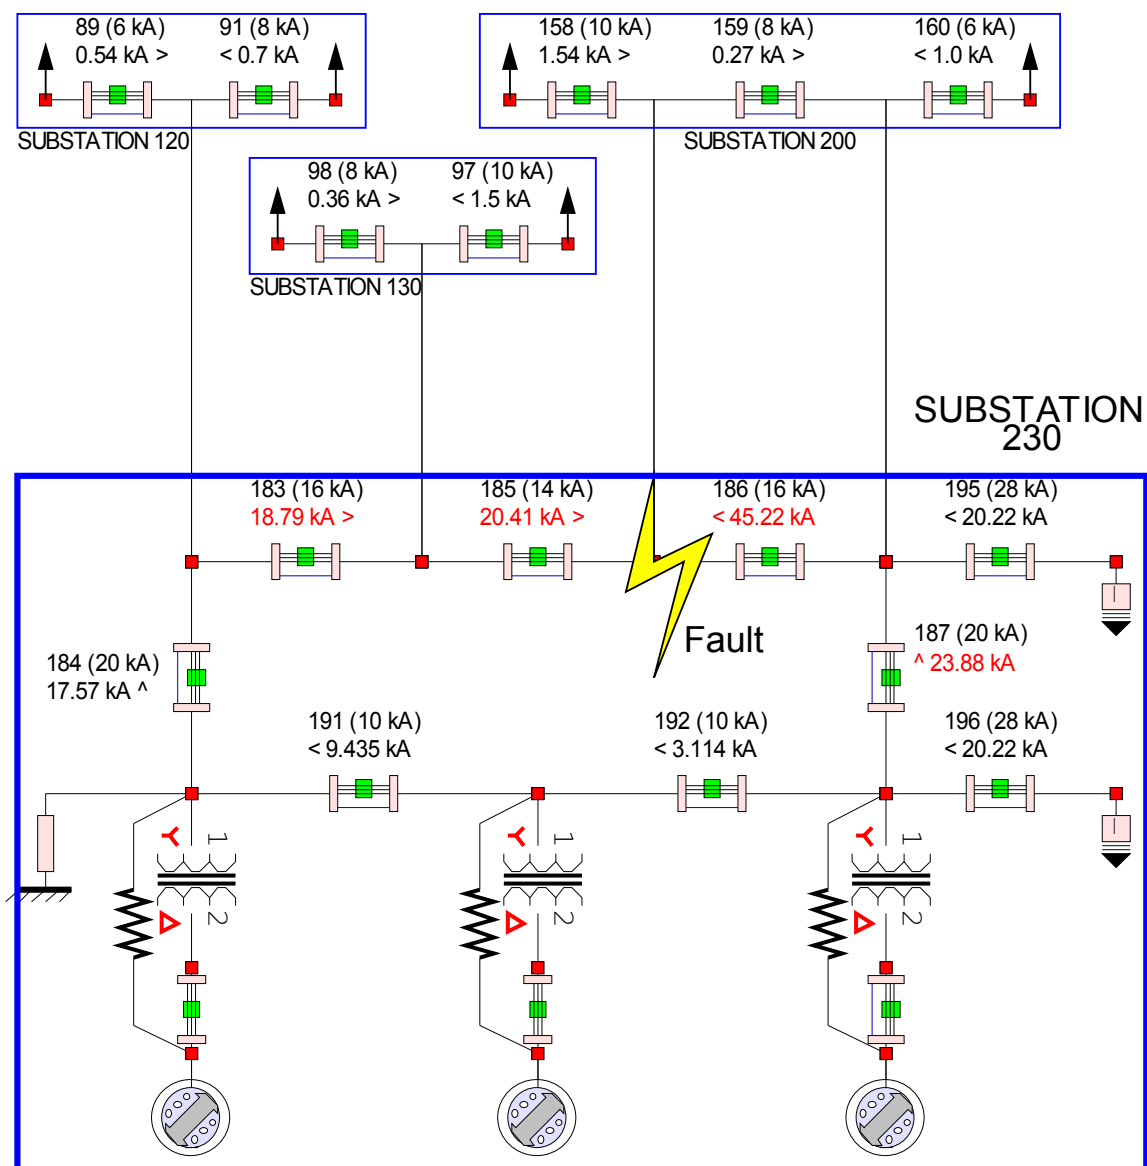 89 (6 kA)
0.54 kA >
91 (8 kA)
< 0.7 kA
158 (10 kA)
1.54 kA >
159 (8 kA)
0.27 kA >
160 (6 kA)
< 1.0 kA
SUBSTATION 120
SUBSTATION 200
98 (8 kA)
0.36 kA >
97 (10 kA)
< 1.5 kA
SUBSTATION 130
SUBSTATION
230
183 (16 kA)
18.79 kA >
185 (14 kA)
20.41 kA >
186 (16 kA)
< 45.22 kA
195 (28 kA)
< 20.22 kA
Fault
184 (20 kA)
17.57 kA ^
187 (20 kA)
^ 23.88 kA
191 (10 kA)
< 9.435 kA
192 (10 kA)
< 3.114 kA
196 (28 kA)
< 20.22 kA
1
1
1
2
2
2